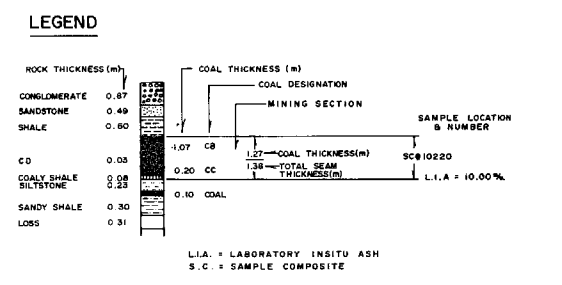 LEGEND
ROCK THICKNESS (m) COAL THICKNESS (m)
COAL DESIGNATION
MINING SECTION
CONGLOMERATE 0.87
SANDSTONE 0.49
SHALE 0.60
SAMPLE LOCATION
& NUMBER
1.07 CB
1.27 COAL THICKNESS(m)
1.38 TOTAL SEAM
THICKNESS(m)
SC@10220
CD 0.03
0.20 CC
COALY SHALE 0.08
L.I.A = 10.00%
SILTSTONE 0.23
0.10 COAL
SANDY SHALE 0.30
LOSS 0.31
L.I.A. = LABORATORY INSITU ASH
S.C. = SAMPLE COMPOSITE